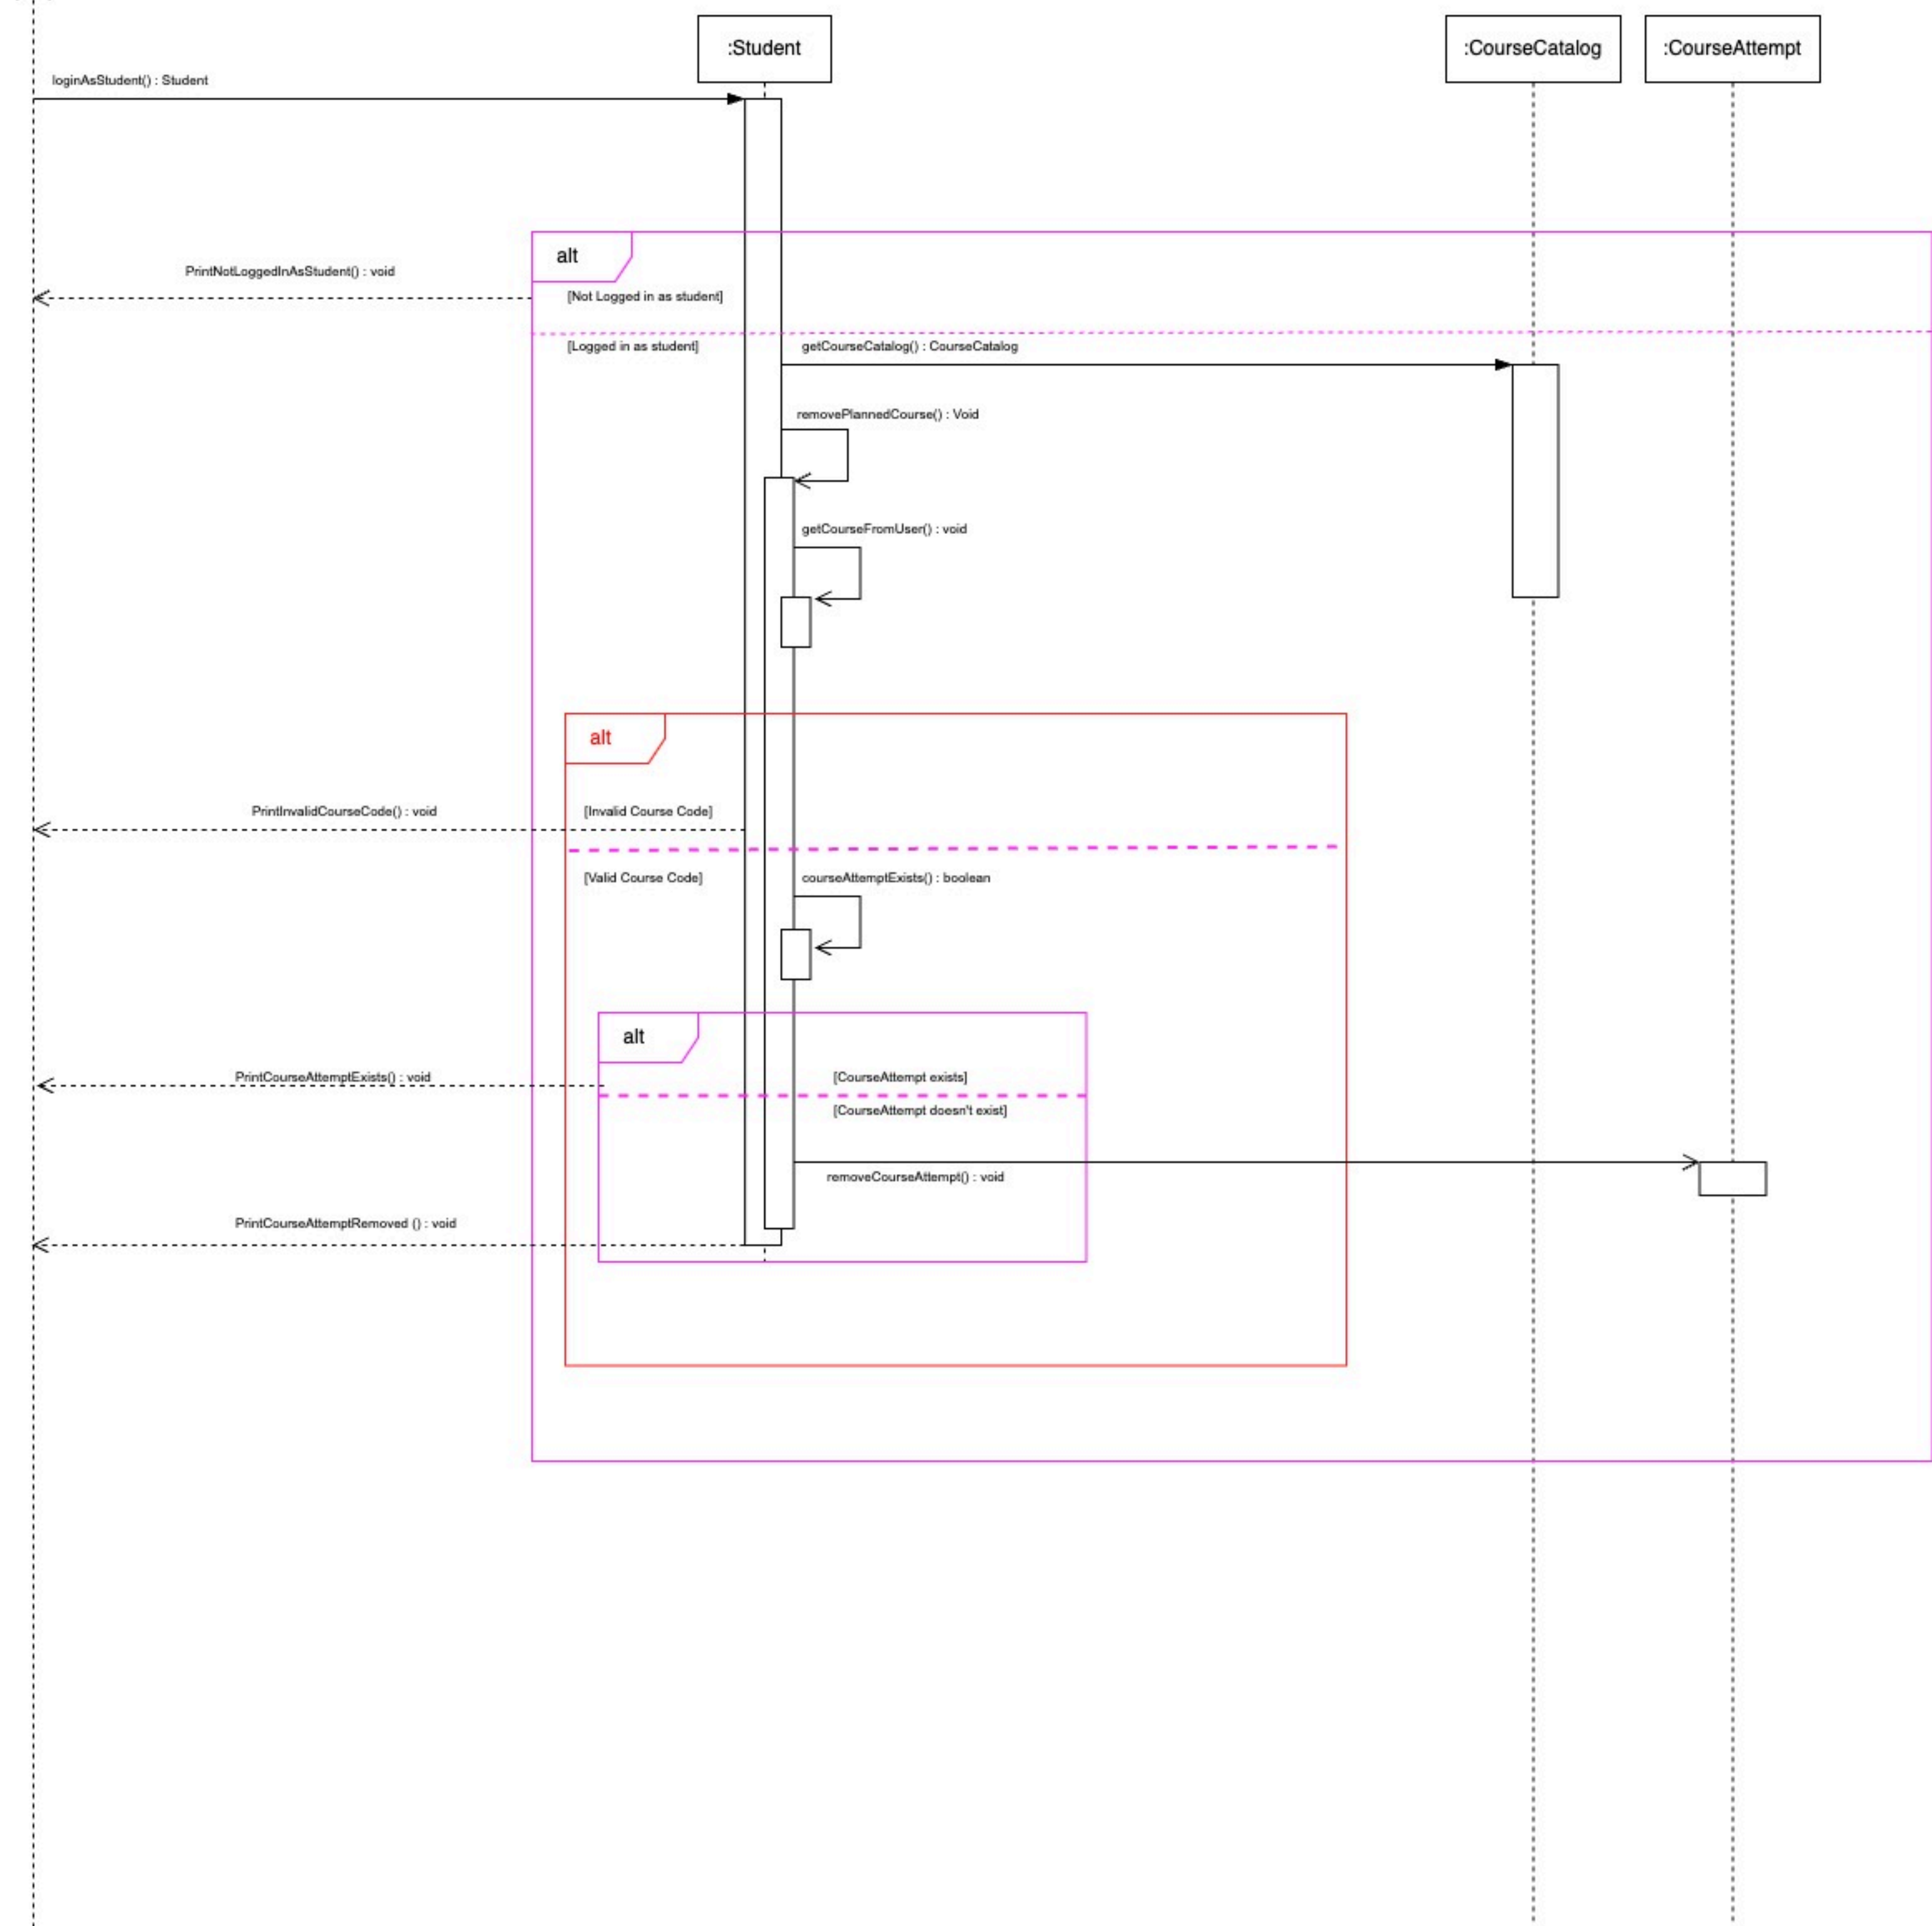 :Student
:CourseCatalog
:CourseAttempt
loginAsStudent() : Student
alt
PrintNotLoggedInAsStudent() : void
[Not Logged in as student]
[Logged in as student]
getCourseCatalog() : CourseCatalog
removePlannedCourse() : Void
getCourseFromUser() : void
alt
PrintInvalidCourseCode() : void
[Invalid Course Code]
[Valid Course Code]
courseAttemptExists() : boolean
alt
PrintCourseAttemptExists() : void
[CourseAttempt exists]
[CourseAttempt doesn't exist]
removeCourseAttempt() : void
PrintCourseAttemptRemoved () : void